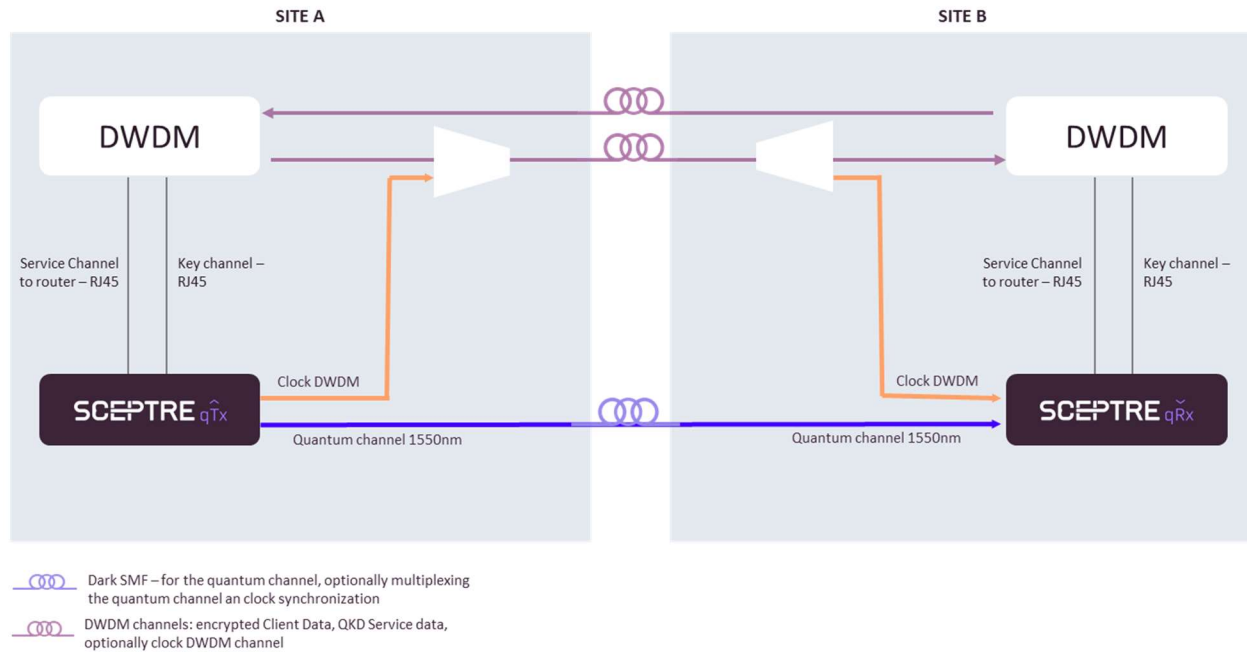 SITE A
SITE B
DWDM
DWDM
Service Channel
to router – RJ45
Key channel –
RJ45
Service Channel
to router – RJ45
Key channel –
RJ45
Clock DWDM
Clock DWDM
SCEPTRE qT̂x
SCEPTRE qŘx
Quantum channel 1550nm
Quantum channel 1550nm
Dark SMF – for the quantum channel, optionally multiplexing
the quantum channel an clock synchronization
DWDM channels: encrypted Client Data, QKD Service data,
optionally clock DWDM channel